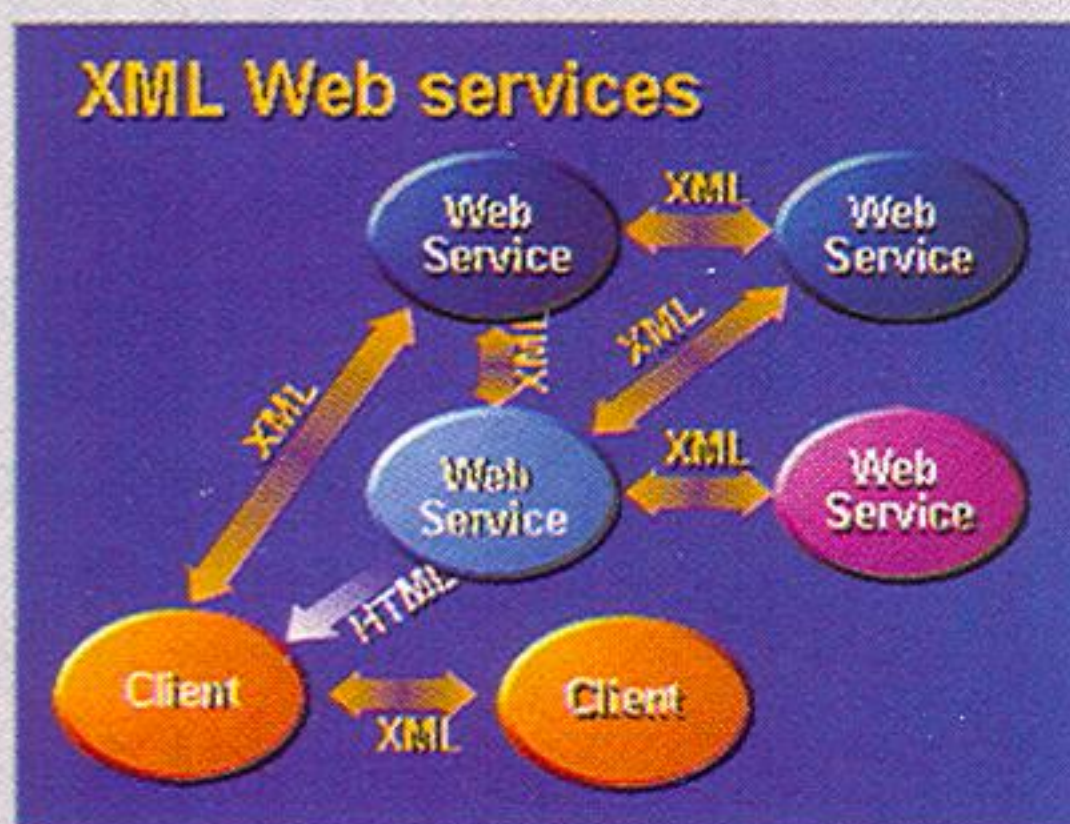 XML Web services
Web
Service
XML
Web
Service
XML
XML
XML
Web
Service
XML
Web
Service
HTML
Client
XML
Client